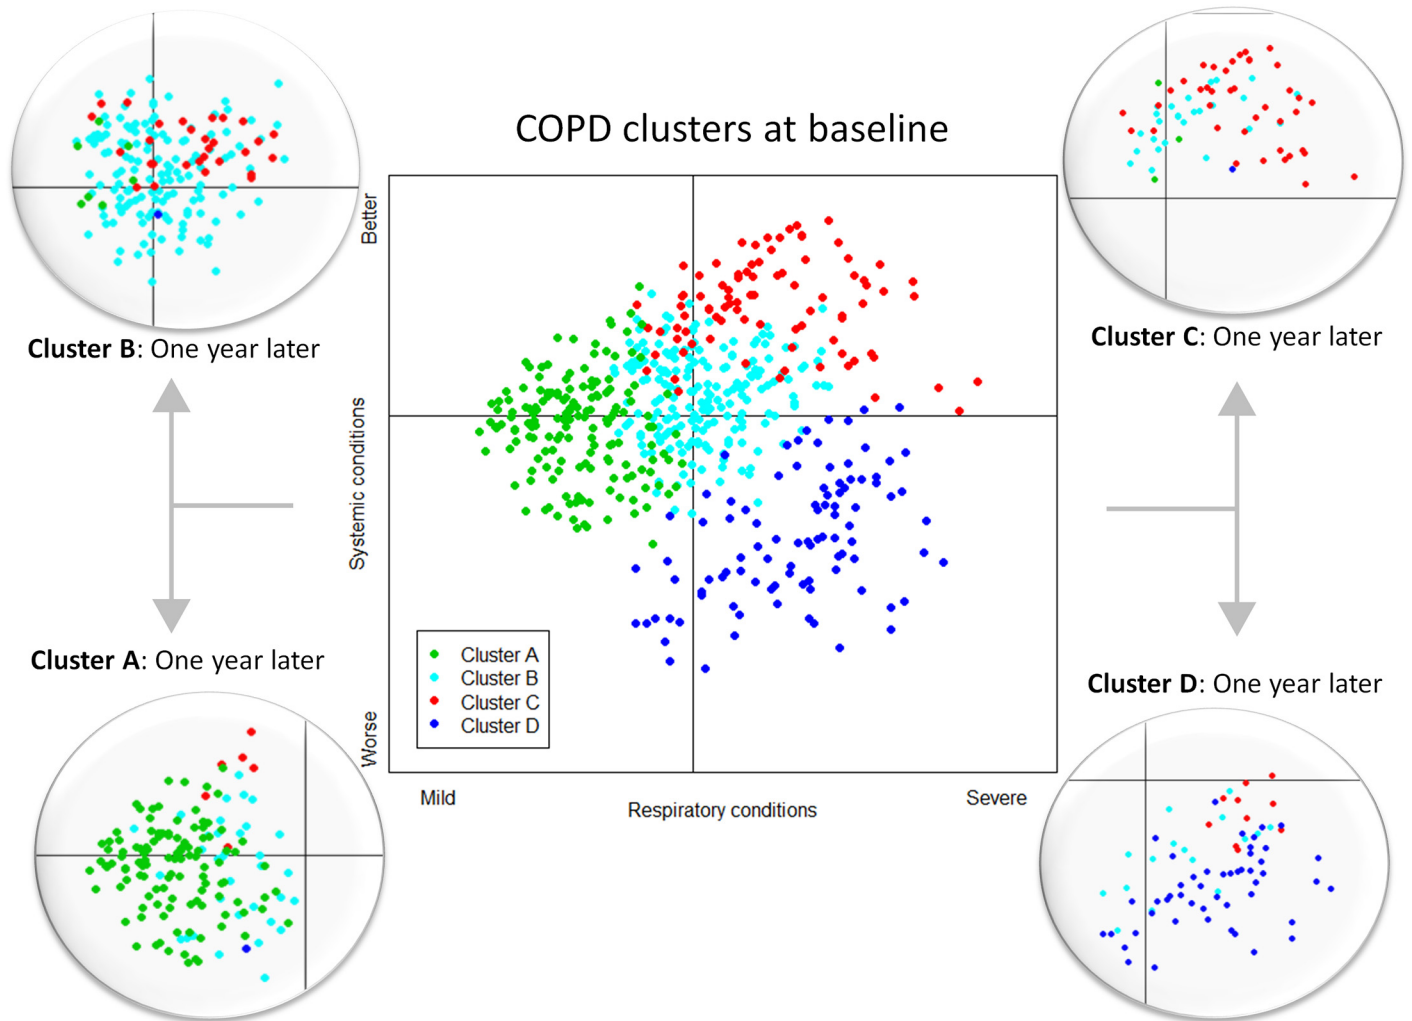 COPD clusters at baseline
Better
Systemic conditions
Worse
Cluster A
Cluster B
Cluster C
Cluster D
Mild
Respiratory conditions
Severe
Cluster B: One year later
Cluster A: One year later
Cluster C: One year later
Cluster D: One year later